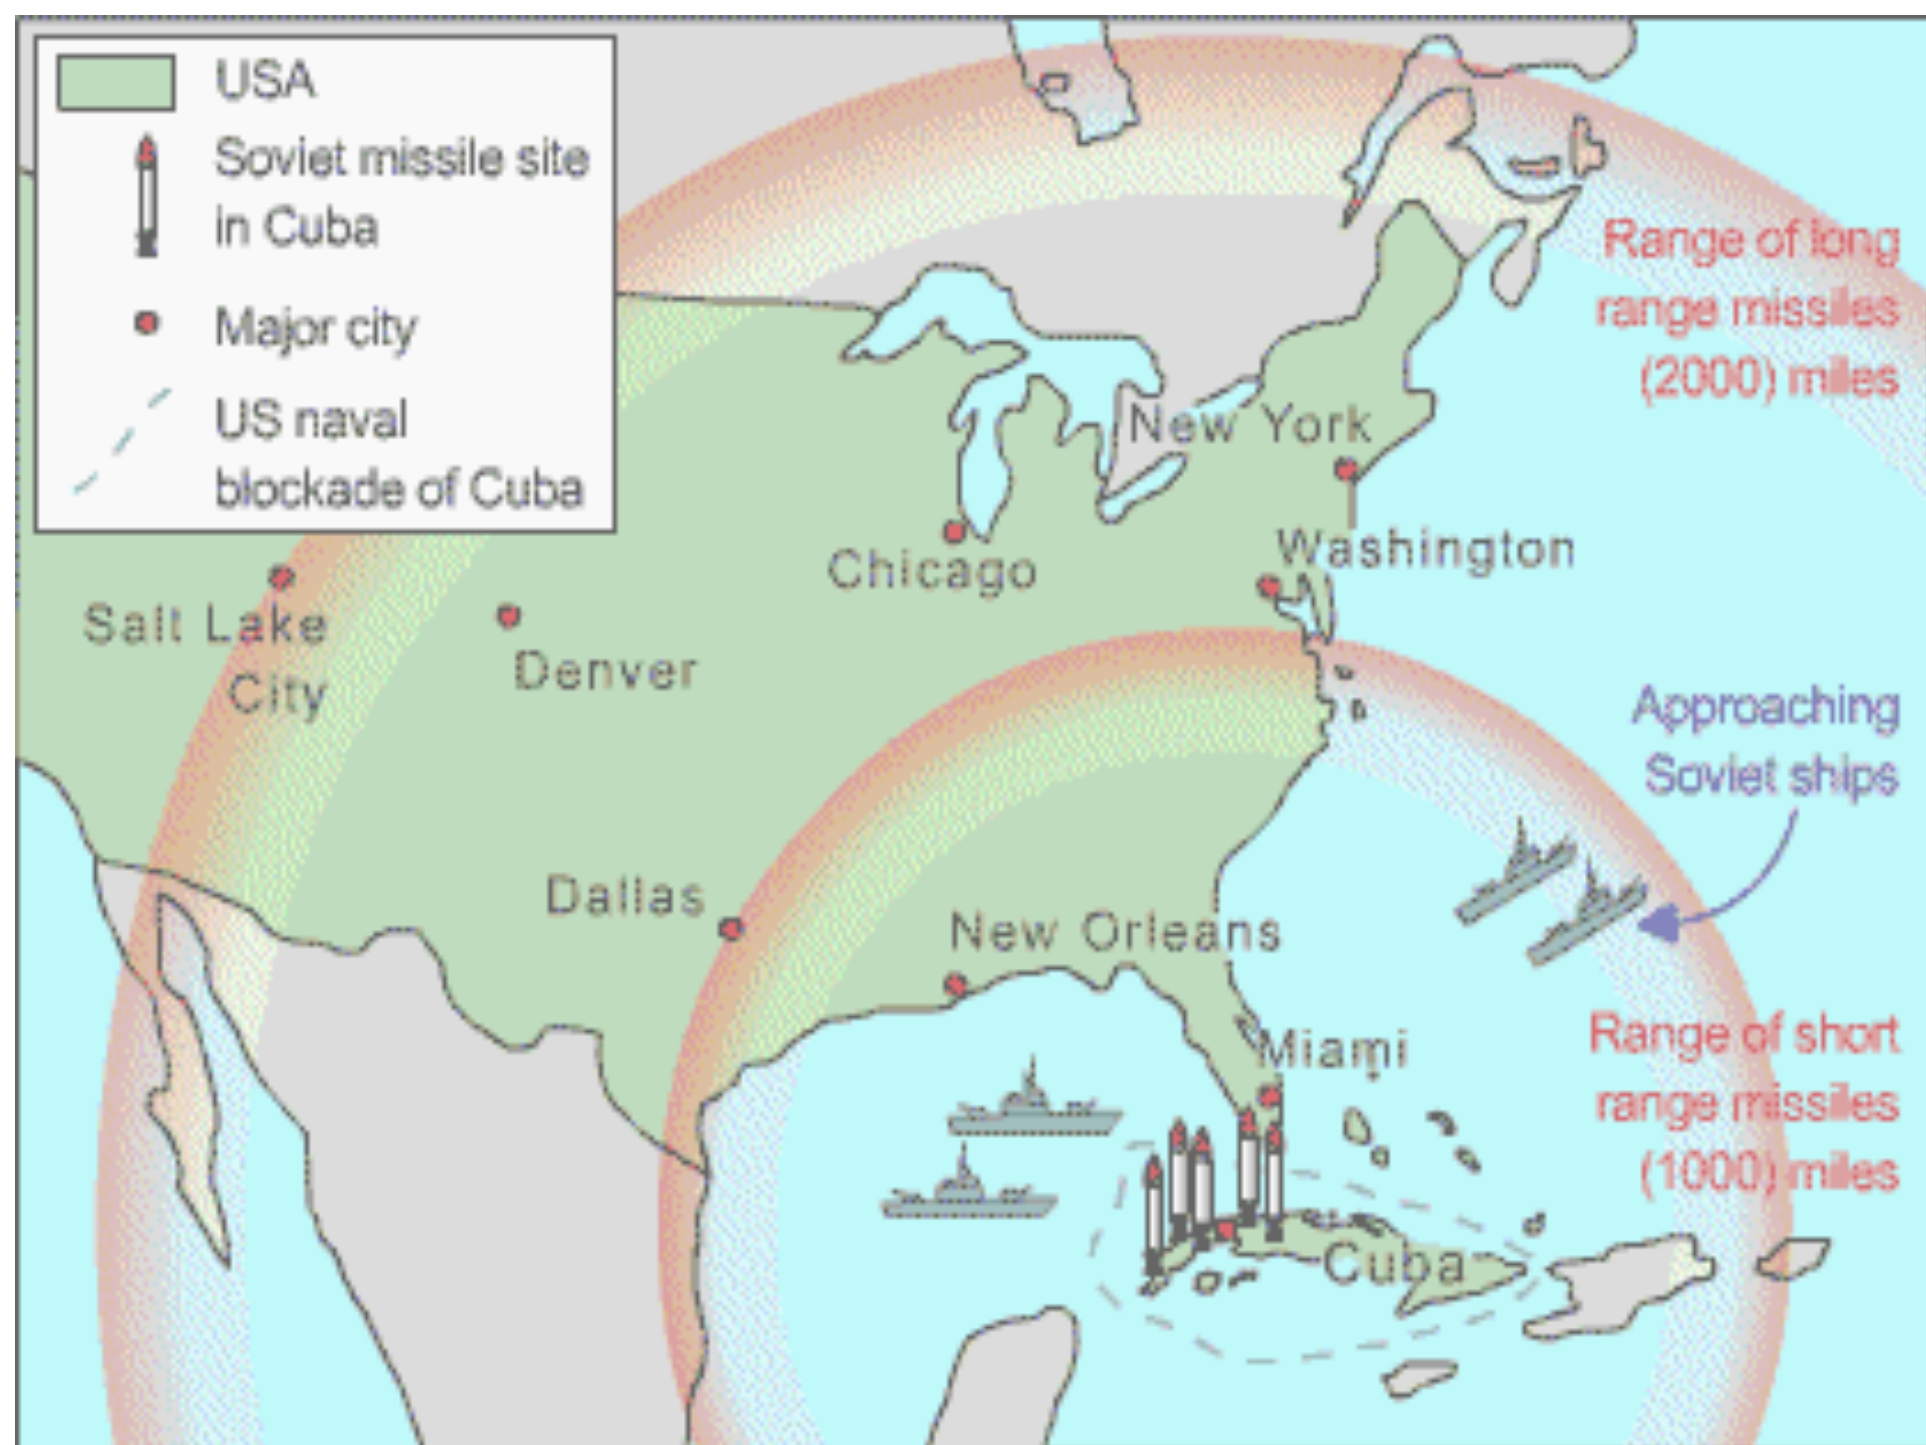 USA
Soviet missile site
in Cuba
Major city
US naval
blockade of Cuba
Range of long
range missiles
(2000) miles
New York
Washington
Chicago
Salt Lake
City
Denver
Approaching
Soviet ships
Dallas
New Orleans
Miami
Range of short
range missiles
(1000) miles
Cuba